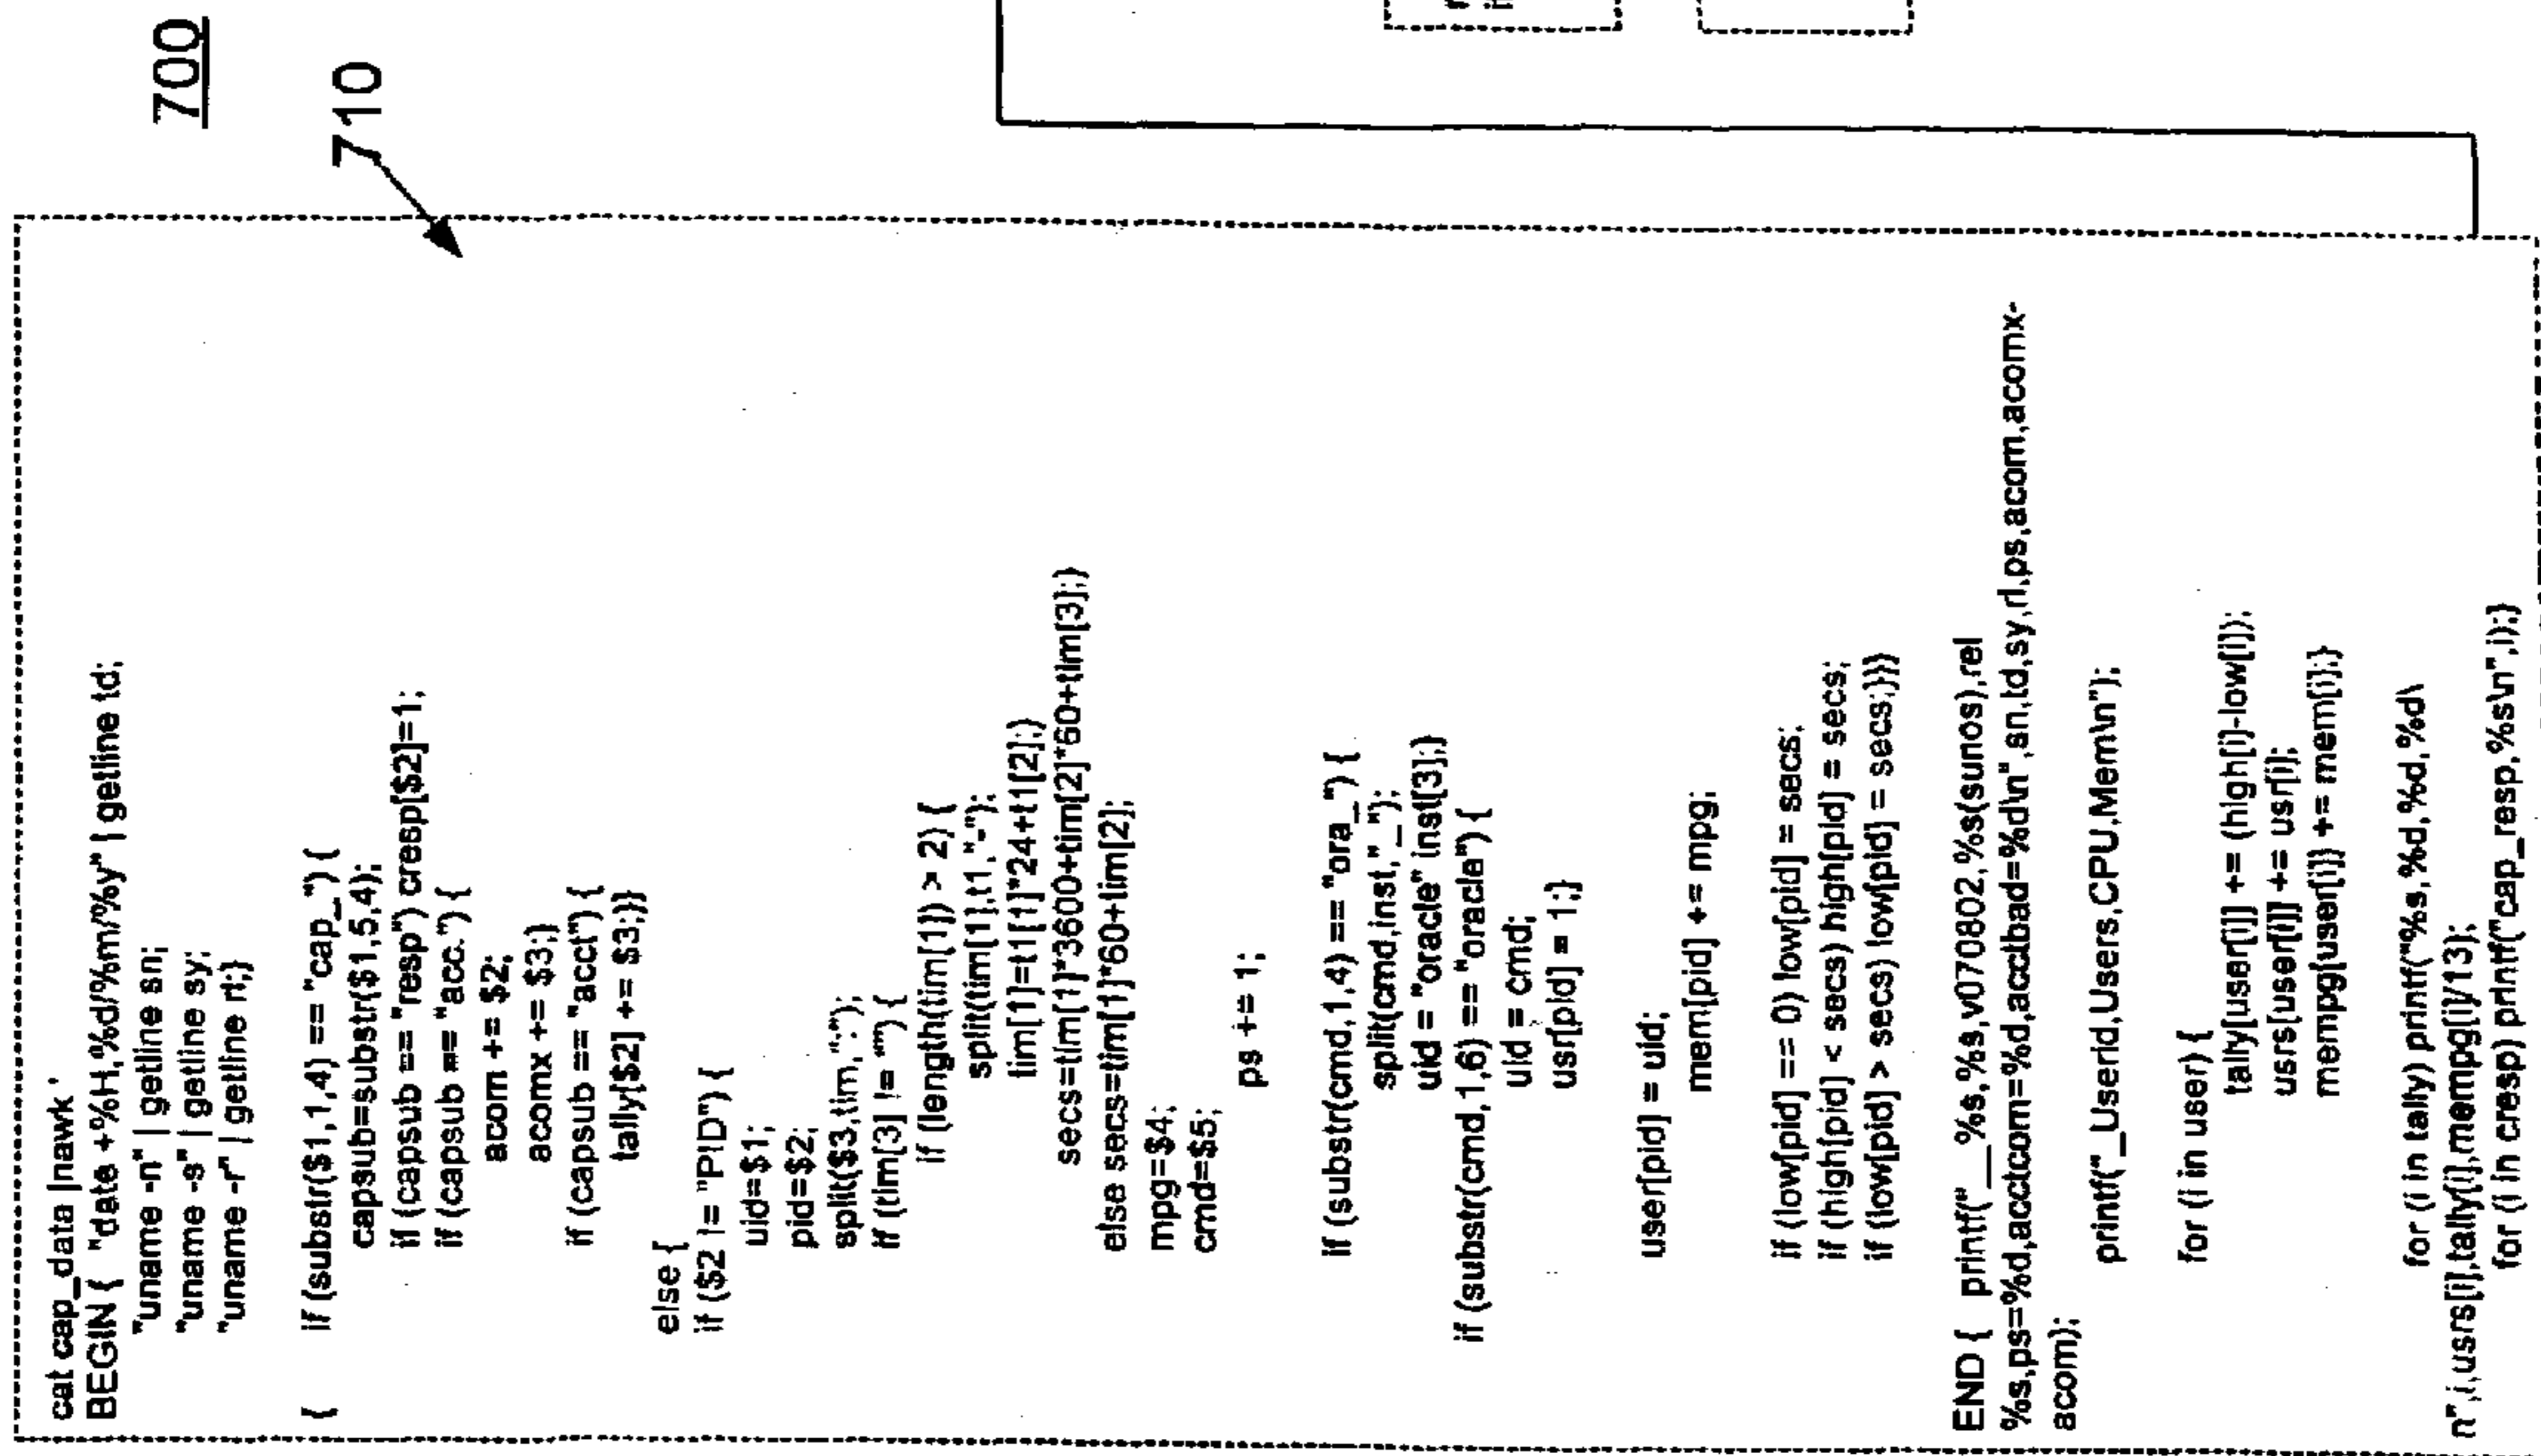 700
710
cat cap_data |nawk '
BEGIN { "date +%H,%d/%m/%y" | getline td;
"uname -n" | getline sn;
"uname -s" | getline sy;
"uname -r" | getline rl;}
{ if (substr($1,1,4) == "cap_") {
capsub=substr($1,5,4);
if (capsub == "resp") cresp[$2]=1;
if (capsub == "acc.") {
acom += $2;
acomx += $3;}
if (capsub == "acct") {
tally[$2] += $3;}}
else {
if ($2 != "PID") {
uid=$1;
pid=$2;
split($3,tim,":");
if (tim[3] != "") {
if (length(tim[1]) > 2) {
split(tim[1],t1,"-");
tim[1]=t1[1]*24+t1[2];}
secs=tim[1]*3600+tim[2]*60+tim[3];}
else secs=tim[1]*60+tim[2];
mpg=$4;
cmd=$5;
ps += 1;
if (substr(cmd,1,4) == "ora_") {
split(cmd,inst,"_");
uid = "oracle" inst[3];}
if (substr(cmd,1,6) == "oracle") {
uid = cmd;
usr[pid] = 1;}
user[pid] = uid;
mem[pid] += mpg;
if (low[pid] == 0) low[pid] = secs;
if (high[pid] < secs) high[pid] = secs;
if (low[pid] > secs) low[pid] = secs;}}}
END { printf("__%s,%s,v070802,%s(sunos),rel
%s,ps=%d,acctcom=%d,acctbad=%d\n",sn,td,sy,rl,ps,acom,acomx-
acom);
printf("_Userid,Users,CPU,Mem\n");
for (i in user) {
tally[user[i]] += (high[i]-low[i]);
usrs[user[i]] += usr[i];
mempg[user[i]] += mem[i];}
for (i in tally) printf("%s,%d,%d,%d\
n",i,usrs[i],tally[i],mempg[i]/13);
for (i in cresp) printf("cap_resp,%s\n",i);}